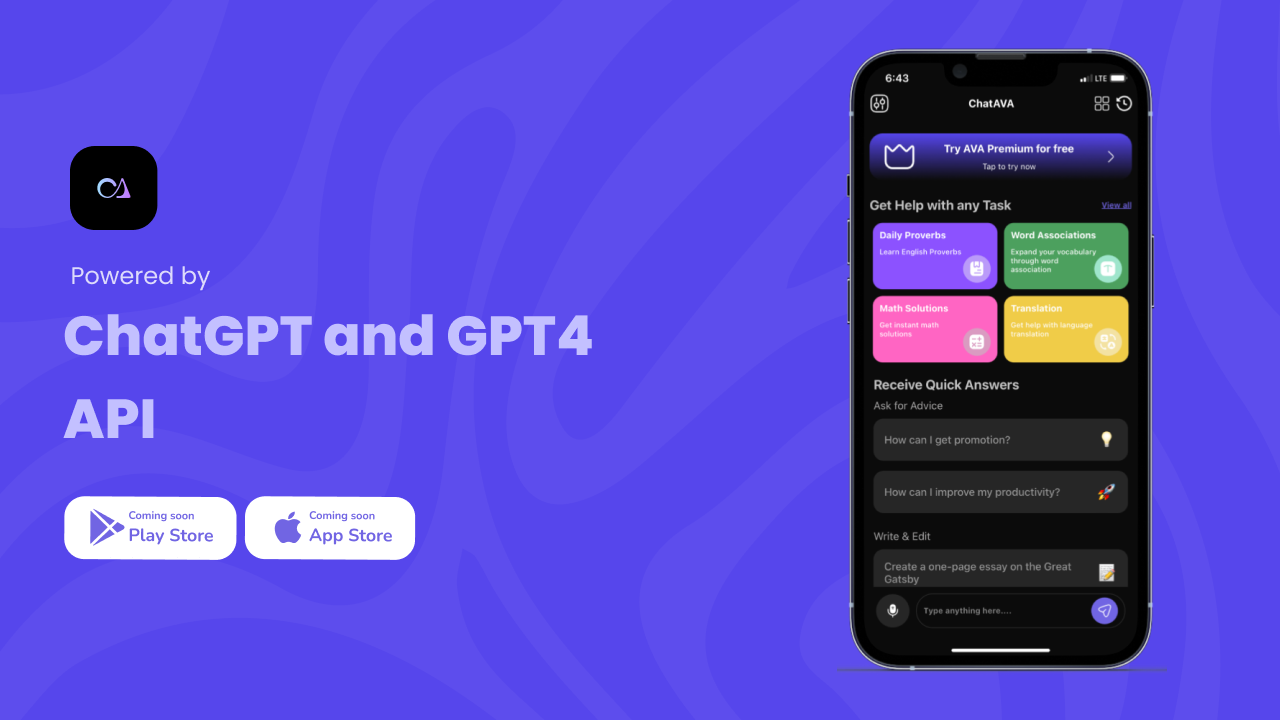 Powered by
ChatGPT and GPT4
API
Coming soon
Play Store
Coming soon
App Store
6:43
LTE
ChatAVA
Try AVA Premium for free
Tap to try now
Get Help with any Task
View all
Daily Proverbs
Learn English Proverbs
Word Associations
Expand your vocabulary
through word
association
Math Solutions
Get instant math
solutions
Translation
Get help with language
translation
Receive Quick Answers
Ask for Advice
How can I get promotion?
How can I improve my productivity?
Write & Edit
Create a one-page essay on the Great
Gatsby
Type anything here....